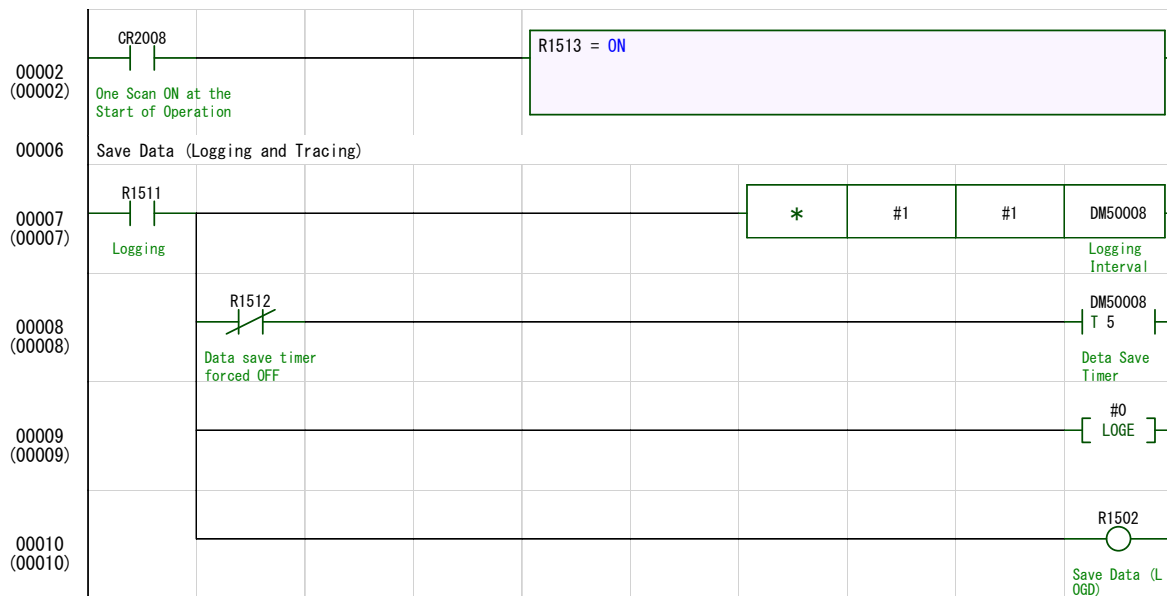 CR2008
R1513 = ON
00002
(00002)
One Scan ON at the
Start of Operation
00006
Save Data (Logging and Tracing)
R1511
00007
(00007)
*
#1
#1
DM50008
Logging
Logging
Interval
R1512
DM50008
00008
(00008)
T 5
Data save timer
forced OFF
Deta Save
Timer
#0
00009
(00009)
LOGE
R1502
00010
(00010)
Save Data (L
OGD)